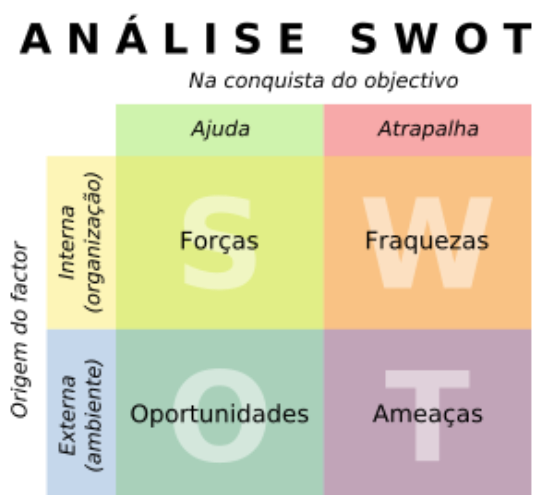 ANÁLISE SWOT
Na conquista do objectivo
Ajuda
Atrapalha
Origem do factor
Interna
(organização)
S
Forças
W
Fraquezas
Externa
(ambiente)
O
Oportunidades
T
Ameaças